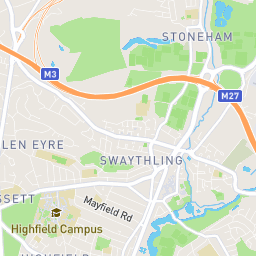 STONEHAM
M3
M27
LEN EYRE
SWAYTHLING
SSETT
Mayfield Rd
Highfield Campus